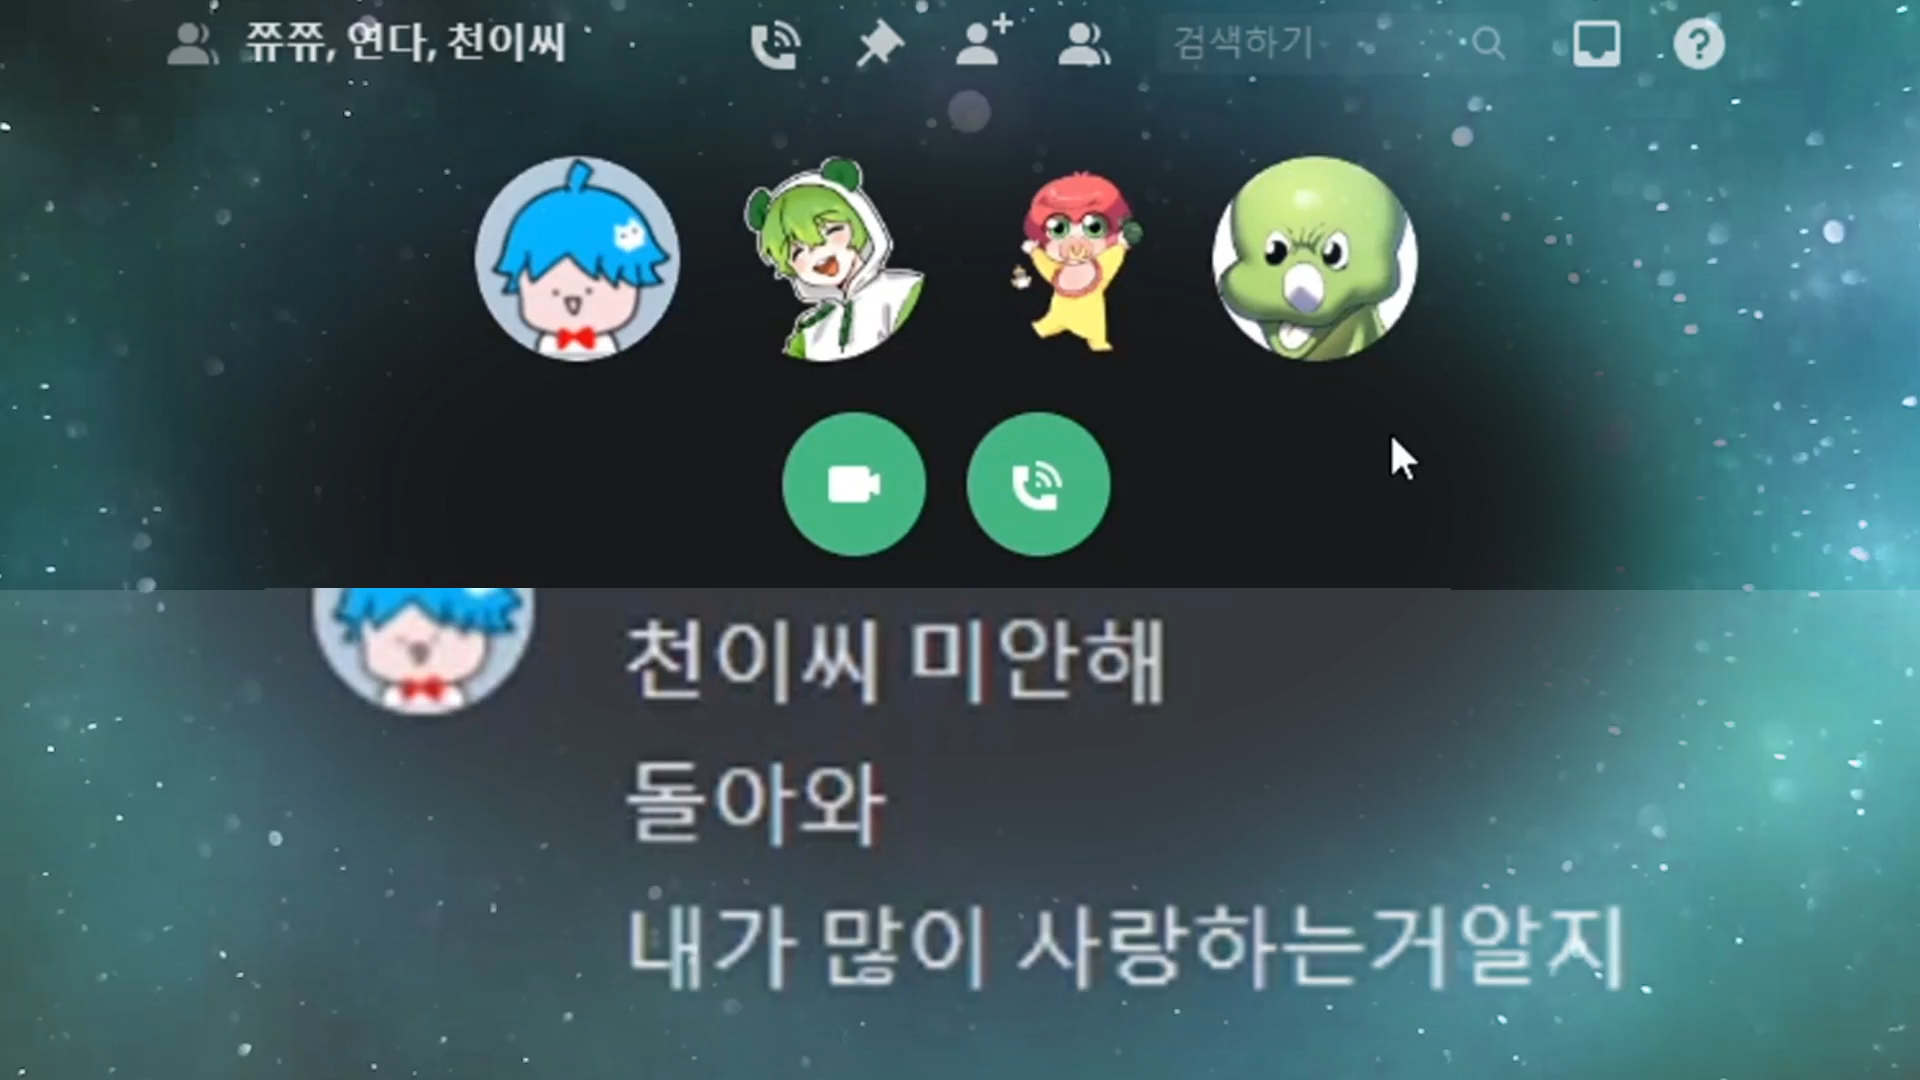 쮸쮸, 연다, 천이씨
검색하기
천이씨 미안해
돌아와
내가 많이 사랑하는거알지